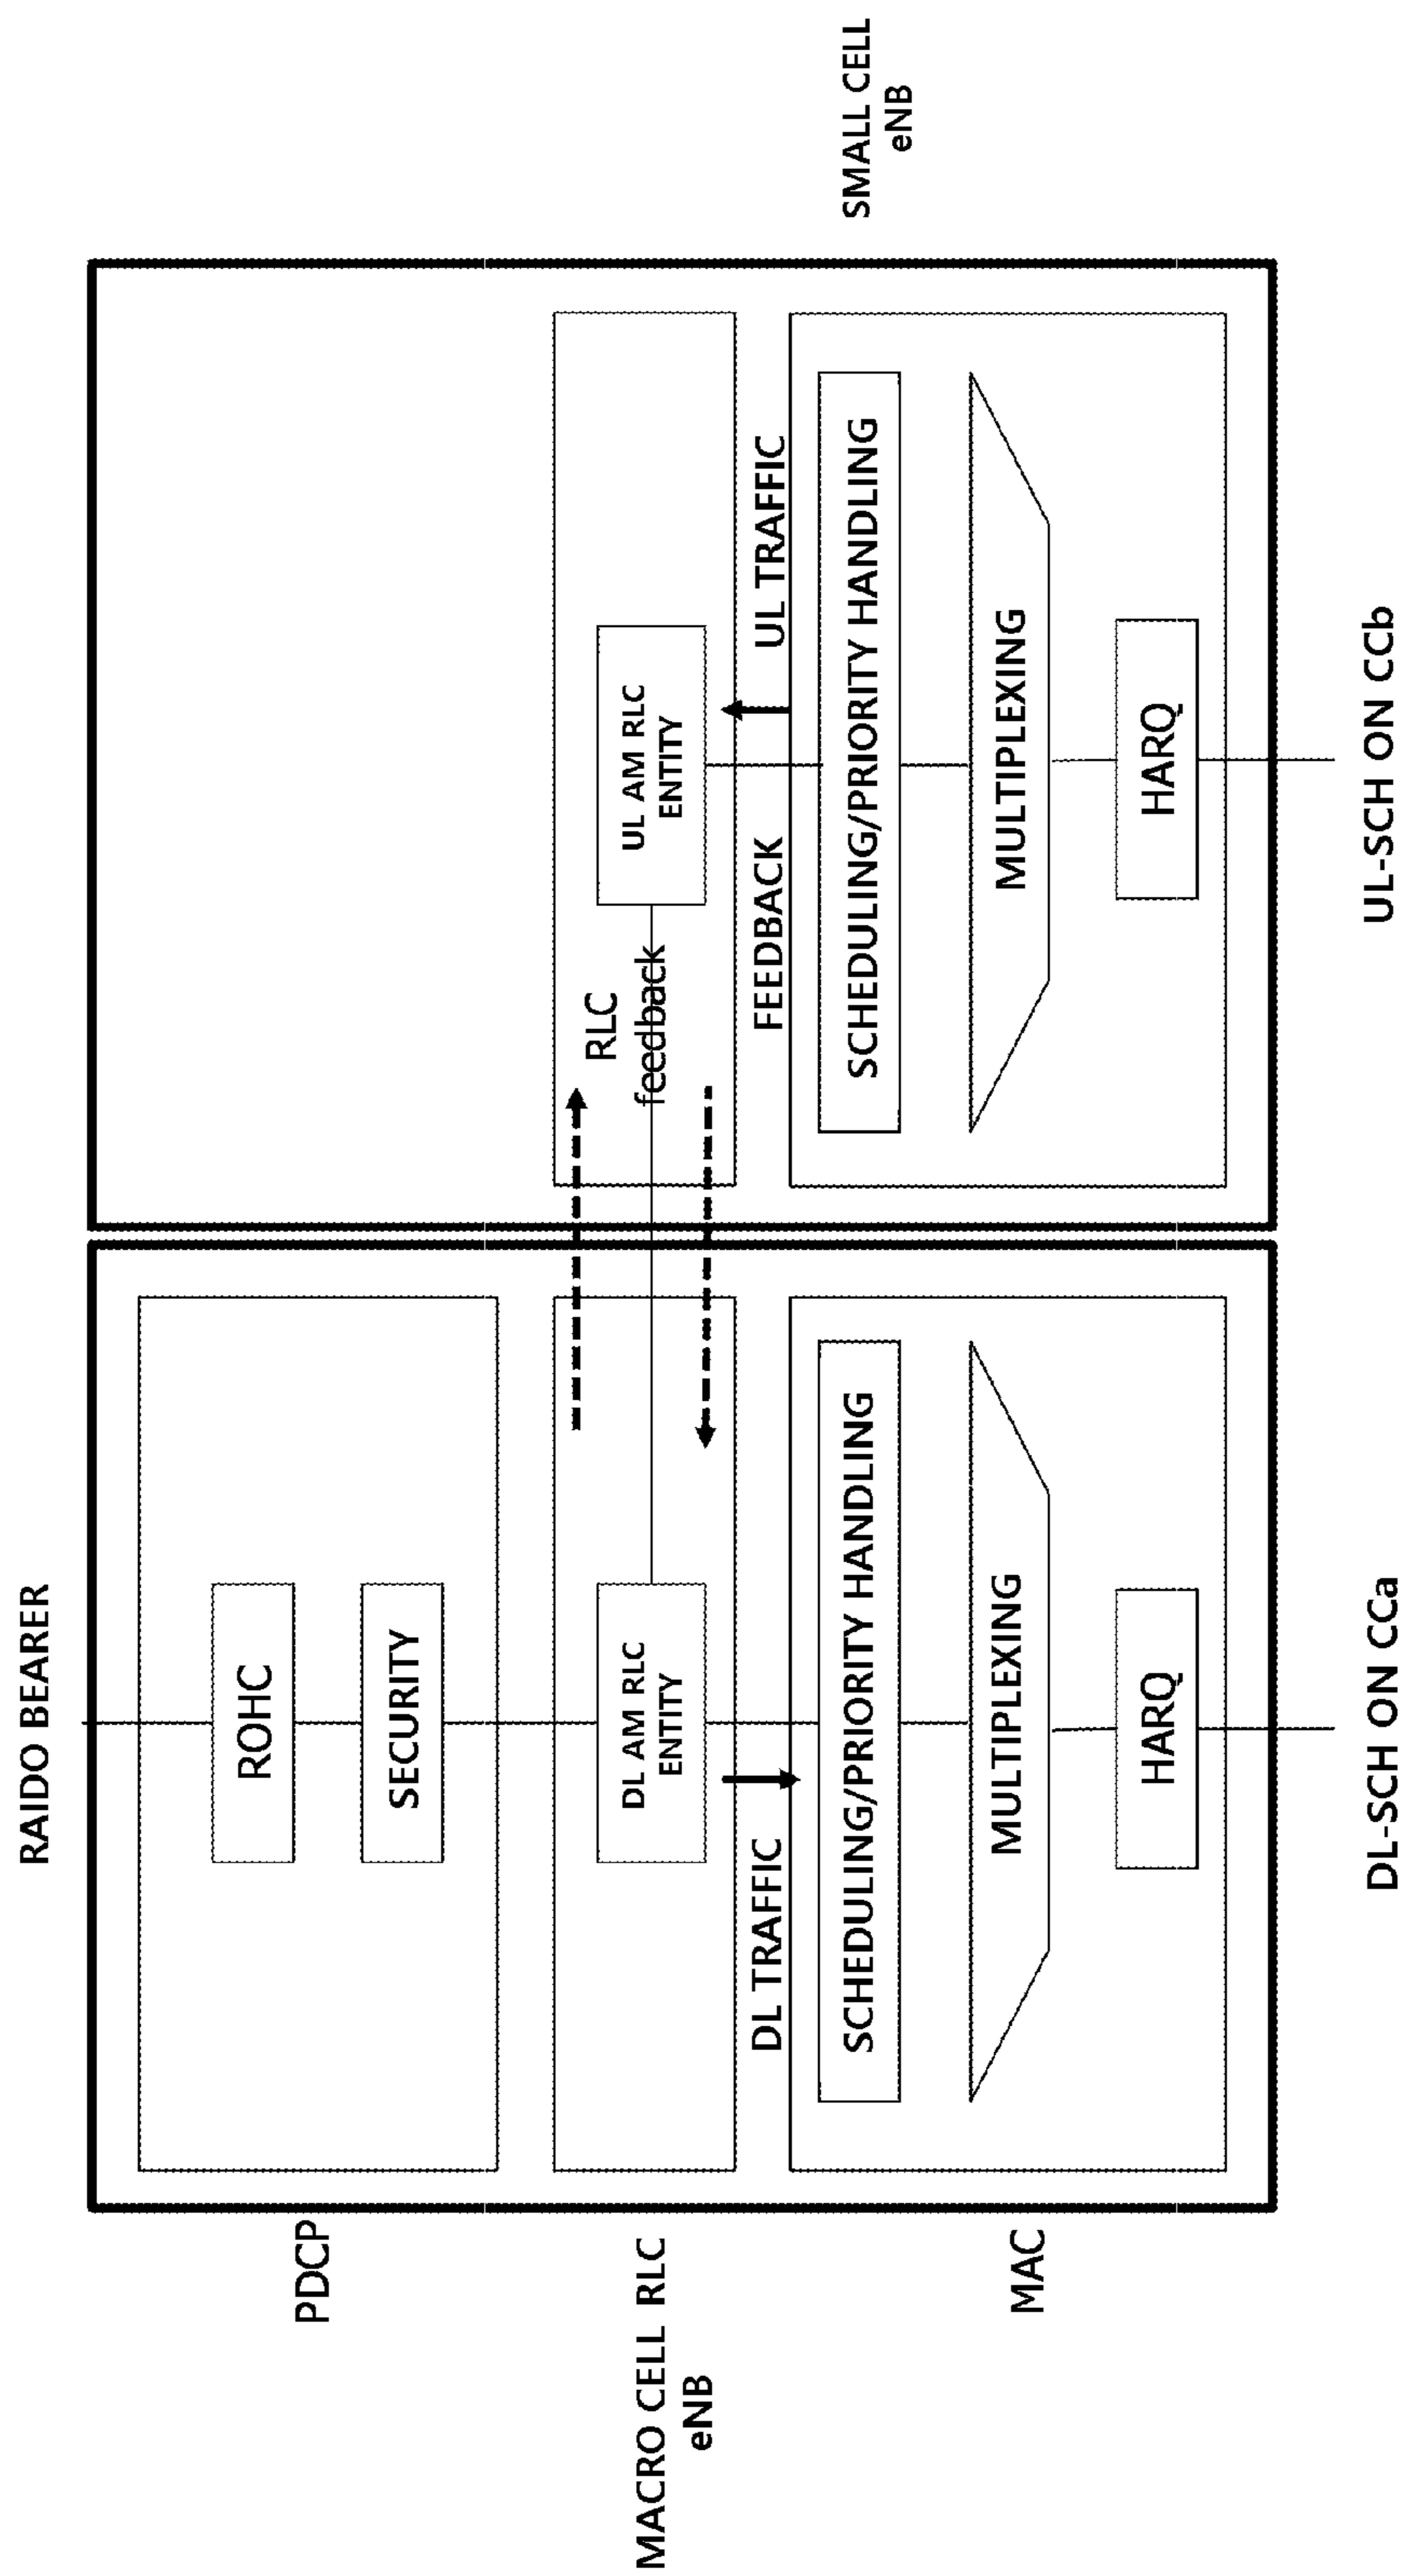 RAIDO BEARER
PDCP
ROHC
SECURITY
MACRO CELL RLC
eNB
DL AM RLC
ENTITY
RLC
feedback
UL AM RLC
ENTITY
DL TRAFFIC
FEEDBACK
UL TRAFFIC
SMALL CELL
eNB
MAC
SCHEDULING/PRIORITY HANDLING
SCHEDULING/PRIORITY HANDLING
MULTIPLEXING
MULTIPLEXING
HARQ
HARQ
DL-SCH ON CCa
UL-SCH ON CCb